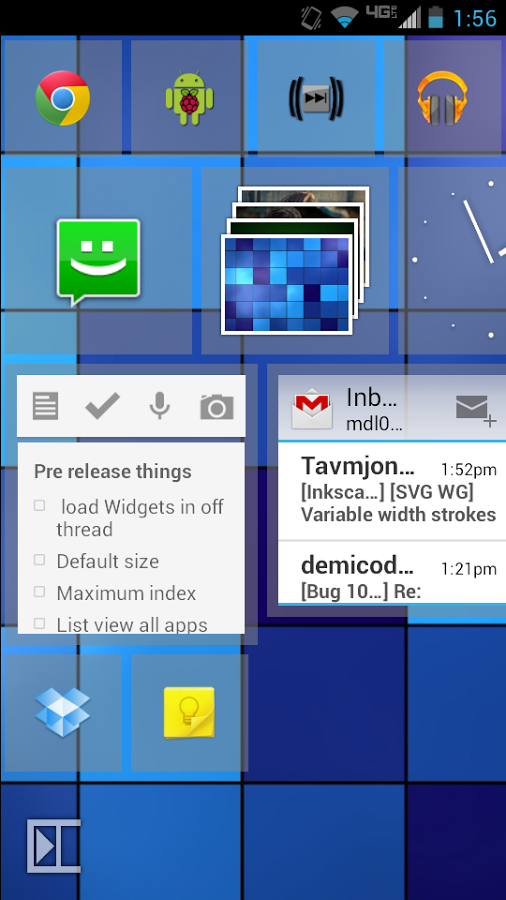 4G LTE 1:56
Inb...
mdl0...
Pre release things
load Widgets in off
thread
Default size
Maximum index
List view all apps
Tavmjon... 1:52pm
[Inksca...] [SVG WG]
Variable width strokes
demicod... 1:21pm
[Bug 10...] Re: